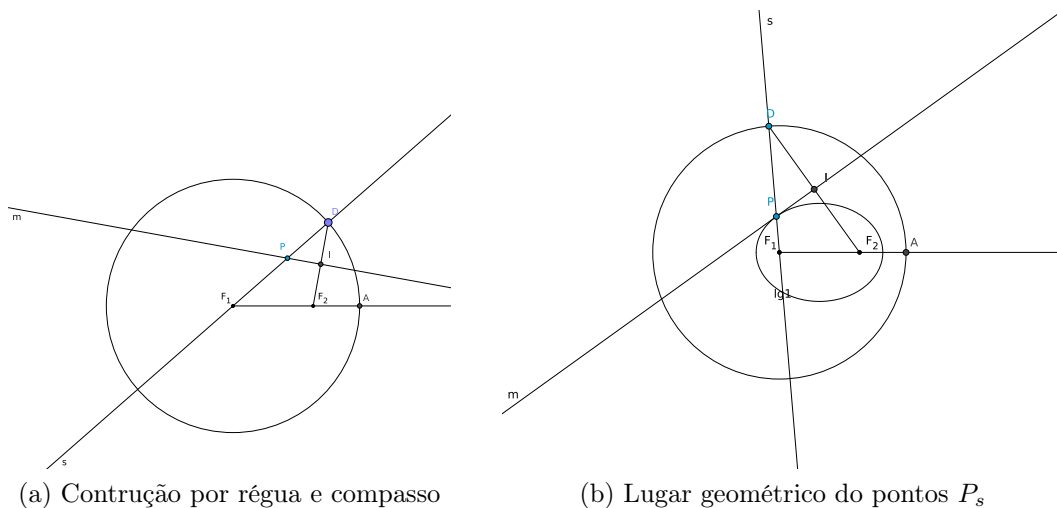 D
m
P
I
F1
F2
A
s
s
D
I
P
F1
F2
A
lg1
m
(a) Contrução por régua e compasso
(b) Lugar geométrico do pontos Ps